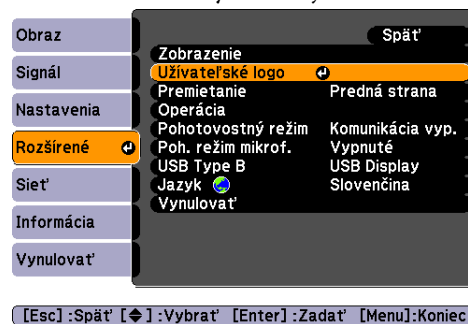 Obraz
Signál
Nastavenia
Rozšírené
Sieť
Informácia
Vynulovať
Späť
Zobrazenie
Užívateľské logo
Premietanie Predná strana
Operácia
Pohotovostný režim Komunikácia vyp.
Poh. režim mikrof. Vypnuté
USB Type B USB Display
Jazyk Slovenčina
Vynulovať
[Esc] :Späť [◆] :Vybrať [Enter] :Zadať [Menu]:Koniec